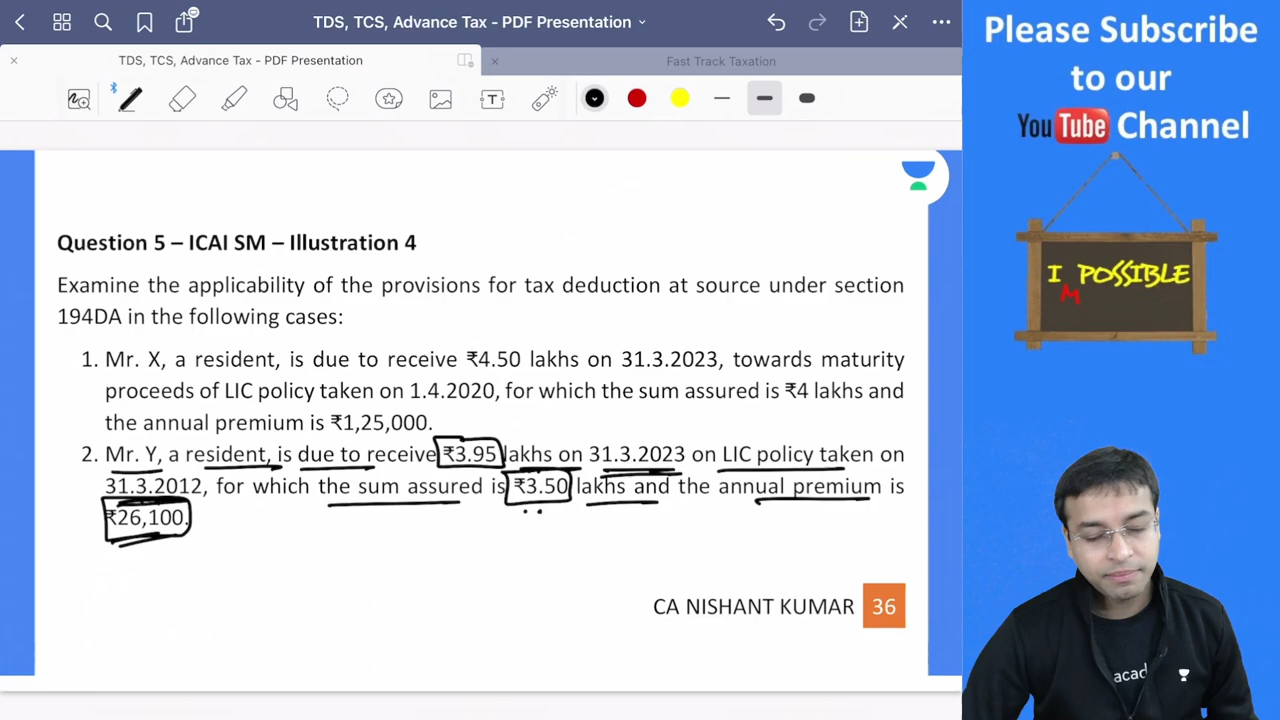 TDS, TCS, Advance Tax - PDF Presentation
TDS, TCS, Advance Tax - PDF Presentation
Fast Track Taxation
Question 5 – ICAI SM – Illustration 4
Examine the applicability of the provisions for tax deduction at source under section
194DA in the following cases:
1. Mr. X, a resident, is due to receive ₹4.50 lakhs on 31.3.2023, towards maturity
proceeds of LIC policy taken on 1.4.2020, for which the sum assured is ₹4 lakhs and
the annual premium is ₹1,25,000.
2. Mr. Y, a resident, is due to receive ₹3.95 lakhs on 31.3.2023 on LIC policy taken on
31.3.2012, for which the sum assured is ₹3.50 lakhs and the annual premium is
₹26,100.
CA NISHANT KUMAR 36
Please Subscribe
to our
YouTube Channel
I POSSIBLE
M
acad